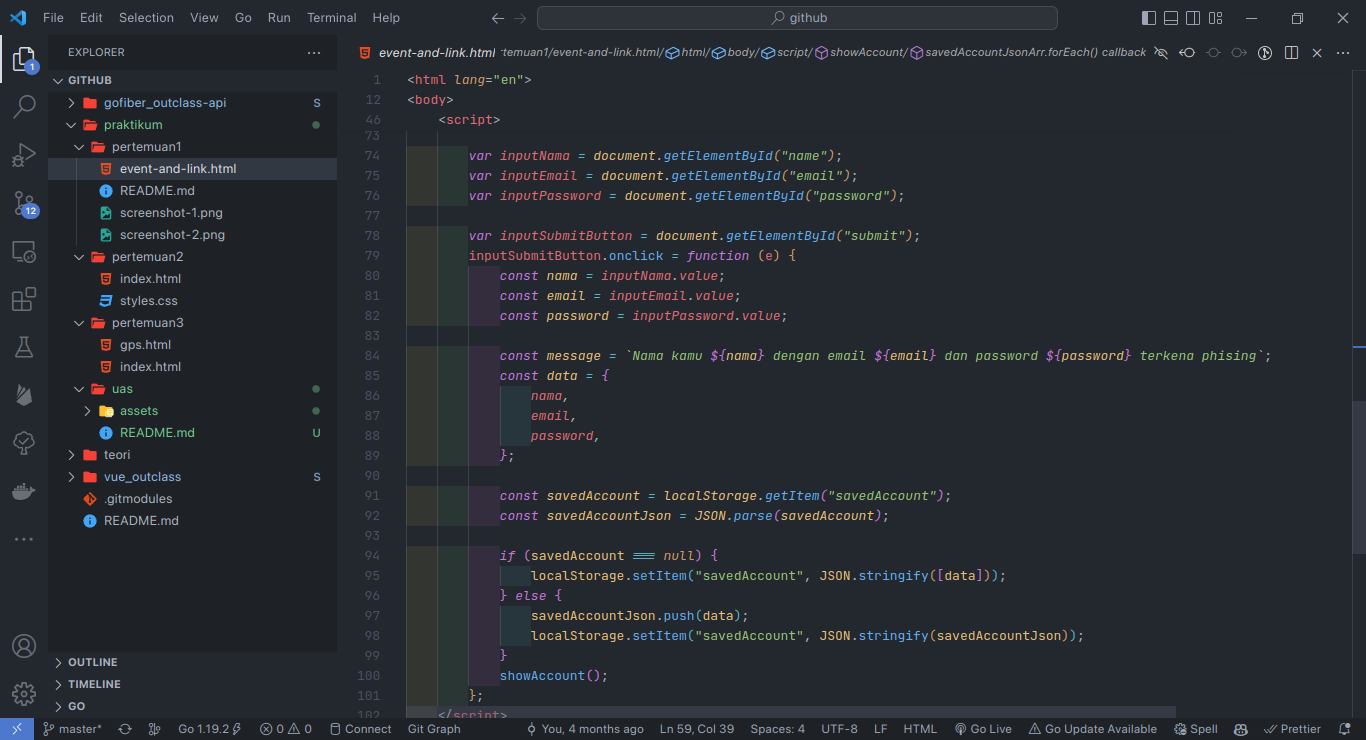 File Edit Selection View Go Run Terminal Help
github
EXPLORER
GITHUB
gofiber_outclass-api S
praktikum
pertemuan1
event-and-link.html
README.md
screenshot-1.png
screenshot-2.png
pertemuan2
index.html
styles.css
pertemuan3
gps.html
index.html
uas
assets
README.md U
teori
vue_outclass S
.gitmodules
README.md
OUTLINE
TIMELINE
GO
1
12
event-and-link.html temuan1/event-and-link.html/html/body/script/showAccount/savedAccountJsonArr.forEach() callback
1 <html lang="en">
12 <body>
46 <script>
73
74 var inputNama = document.getElementById("name");
75 var inputEmail = document.getElementById("email");
76 var inputPassword = document.getElementById("password");
77
78 var inputSubmitButton = document.getElementById("submit");
79 inputSubmitButton.onclick = function (e) {
80 const nama = inputNama.value;
81 const email = inputEmail.value;
82 const password = inputPassword.value;
83
84 const message = `Nama kamu ${nama} dengan email ${email} dan password ${password} terkena phising`;
85 const data = {
86 nama,
87 email,
88 password,
89 };
90
91 const savedAccount = localStorage.getItem("savedAccount");
92 const savedAccountJson = JSON.parse(savedAccount);
93
94 if (savedAccount === null) {
95 localStorage.setItem("savedAccount", JSON.stringify([data]));
96 } else {
97 savedAccountJson.push(data);
98 localStorage.setItem("savedAccount", JSON.stringify(savedAccountJson));
99 }
100 showAccount();
101 };
102 </script>
master* Go 1.19.2 0 0 Connect Git Graph You, 4 months ago Ln 59, Col 39 Spaces: 4 UTF-8 LF HTML Go Live Go Update Available Spell Prettier